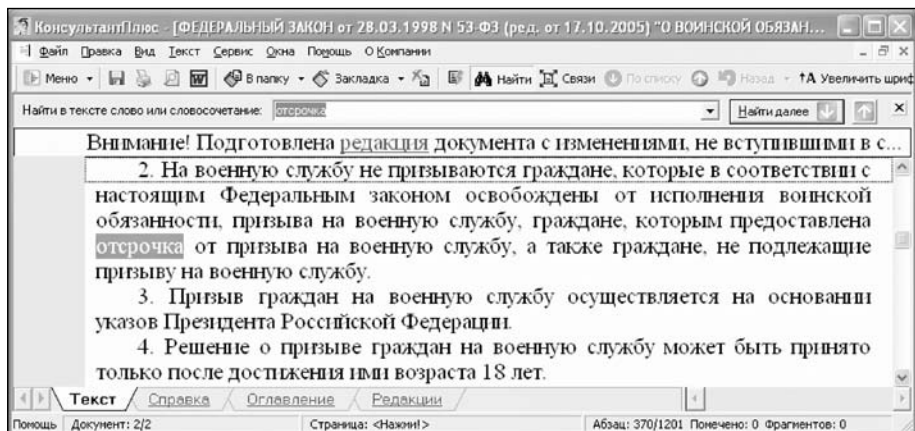 КонсультантПлюс - [ФЕДЕРАЛЬНЫЙ ЗАКОН от 28.03.1998 N 53-ФЗ (ред. от 17.10.2005) "О ВОИНСКОЙ ОБЯЗАН...
Файл Правка Вид Текст Сервис Окна Помощь О Компании
Меню В папку Закладка Найти Связи По списку Назад Увеличить шриф
Найти в тексте слово или словосочетание: отсрочка Найти далее
Внимание! Подготовлена редакция документа с изменениями, не вступившими в с...
2. На военную службу не призываются граждане, которые в соответствии с
настоящим Федеральным законом освобождены от исполнения воинской
обязанности, призыва на военную службу, граждане, которым предоставлена
отсрочка от призыва на военную службу, а также граждане, не подлежащие
призыву на военную службу.
3. Призыв граждан на военную службу осуществляется на основании
указов Президента Российской Федерации.
4. Решение о призыве граждан на военную службу может быть принято
только после достижения ими возраста 18 лет.
Текст Справка Оглавление Редакции
Помощь Документ: 2/2 Страница: <Нажми!> Абзац: 370/1201 Помечено: 0 Фрагментов: 0